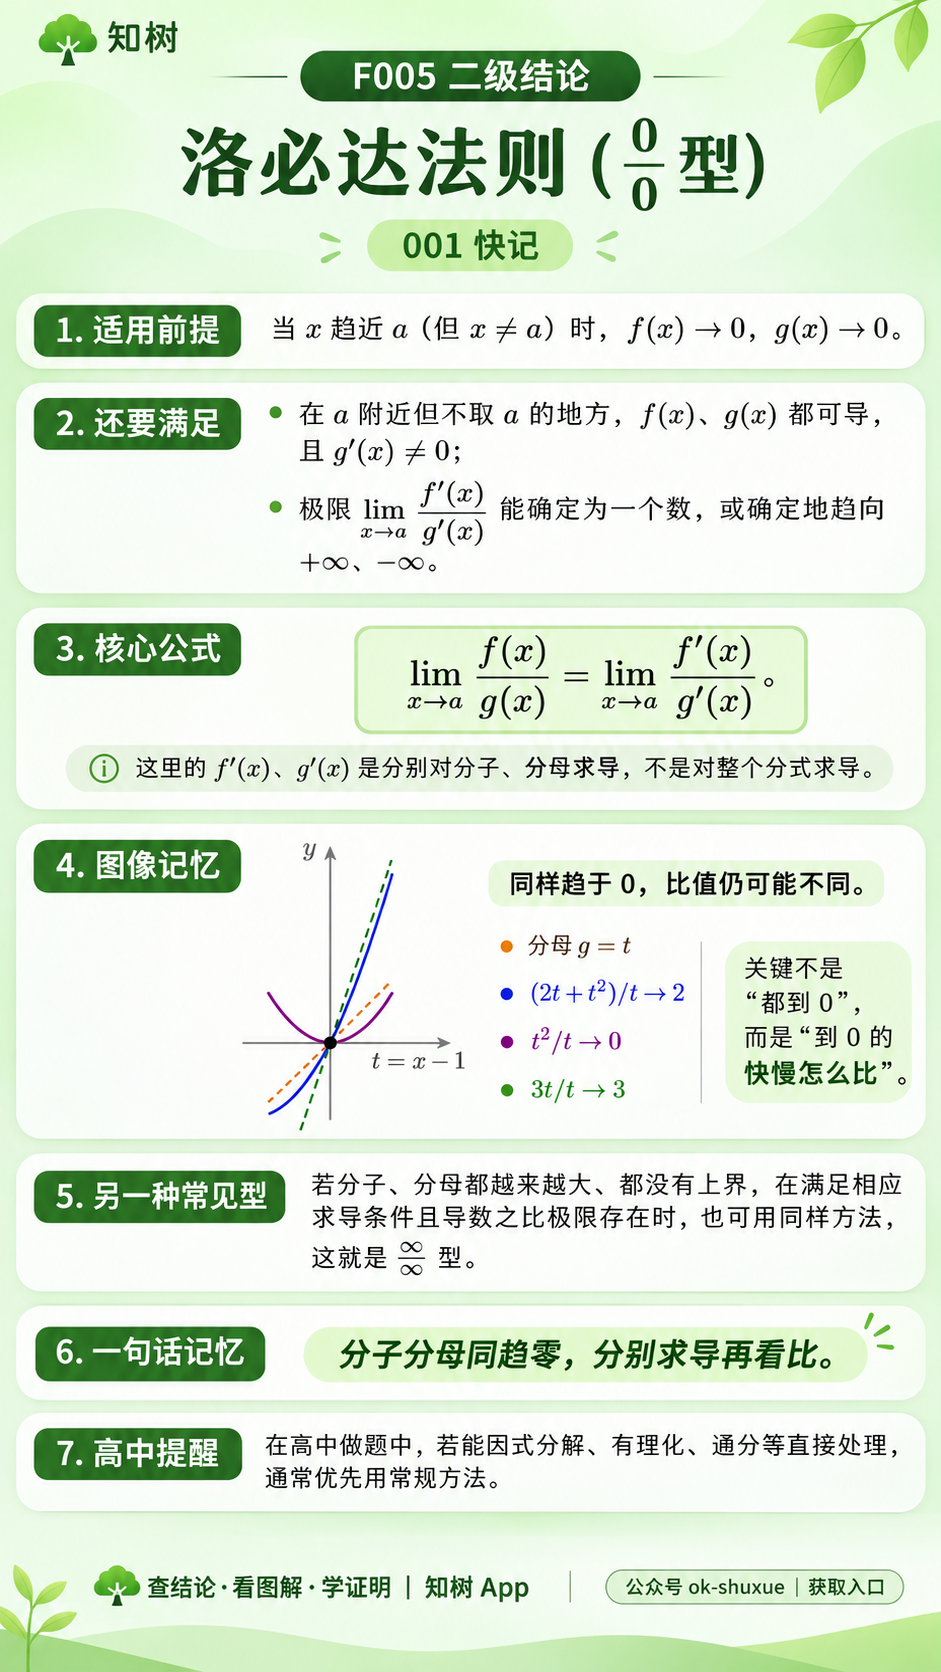 知树
F005 二级结论
洛必达法则 (0/0 型)
001 快记
1. 适用前提
当 x 趋近 a（但 x ≠ a）时，f(x) → 0，g(x) → 0。
2. 还要满足
在 a 附近但不取 a 的地方，f(x)、g(x) 都可导，
且 g′(x) ≠ 0；
极限 lim x→a f′(x)/g′(x) 能确定为一个数，或确定地趋向
+∞、−∞。
3. 核心公式
lim x→a f(x)/g(x) = lim x→a f′(x)/g′(x)。
这里的 f′(x)、g′(x) 是分别对分子、分母求导，不是对整个分式求导。
4. 图像记忆
y
t = x − 1
同样趋于 0，比值仍可能不同。
分母 g = t
(2t + t²)/t → 2
t²/t → 0
3t/t → 3
关键不是
“都到 0”，
而是“到 0 的
快慢怎么比”。
5. 另一种常见型
若分子、分母都越来越大、都没有上界，在满足相应
求导条件且导数之比极限存在时，也可用同样方法，
这就是 ∞/∞ 型。
6. 一句话记忆
分子分母同趋零，分别求导再看比。
7. 高中提醒
在高中做题中，若能因式分解、有理化、通分等直接处理，
通常优先用常规方法。
查结论·看图解·学证明 | 知树 App
公众号 ok-shuxue | 获取入口